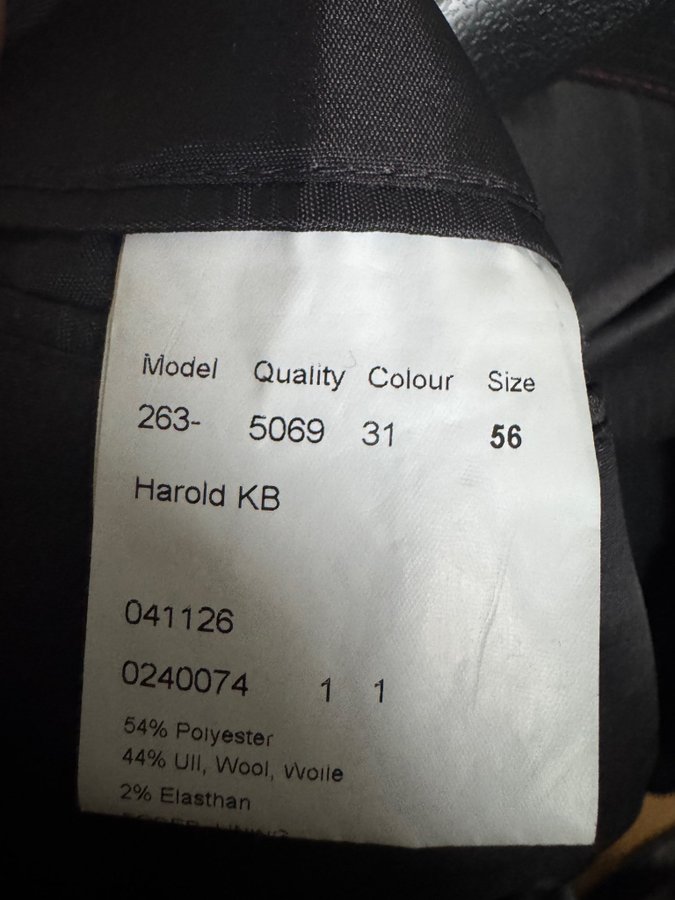 Model Quality Colour Size
263- 5069 31 56
Harold KB
041126
0240074 1 1
54% Polyester
44% Ull, Wool, Wolle
2% Elasthan